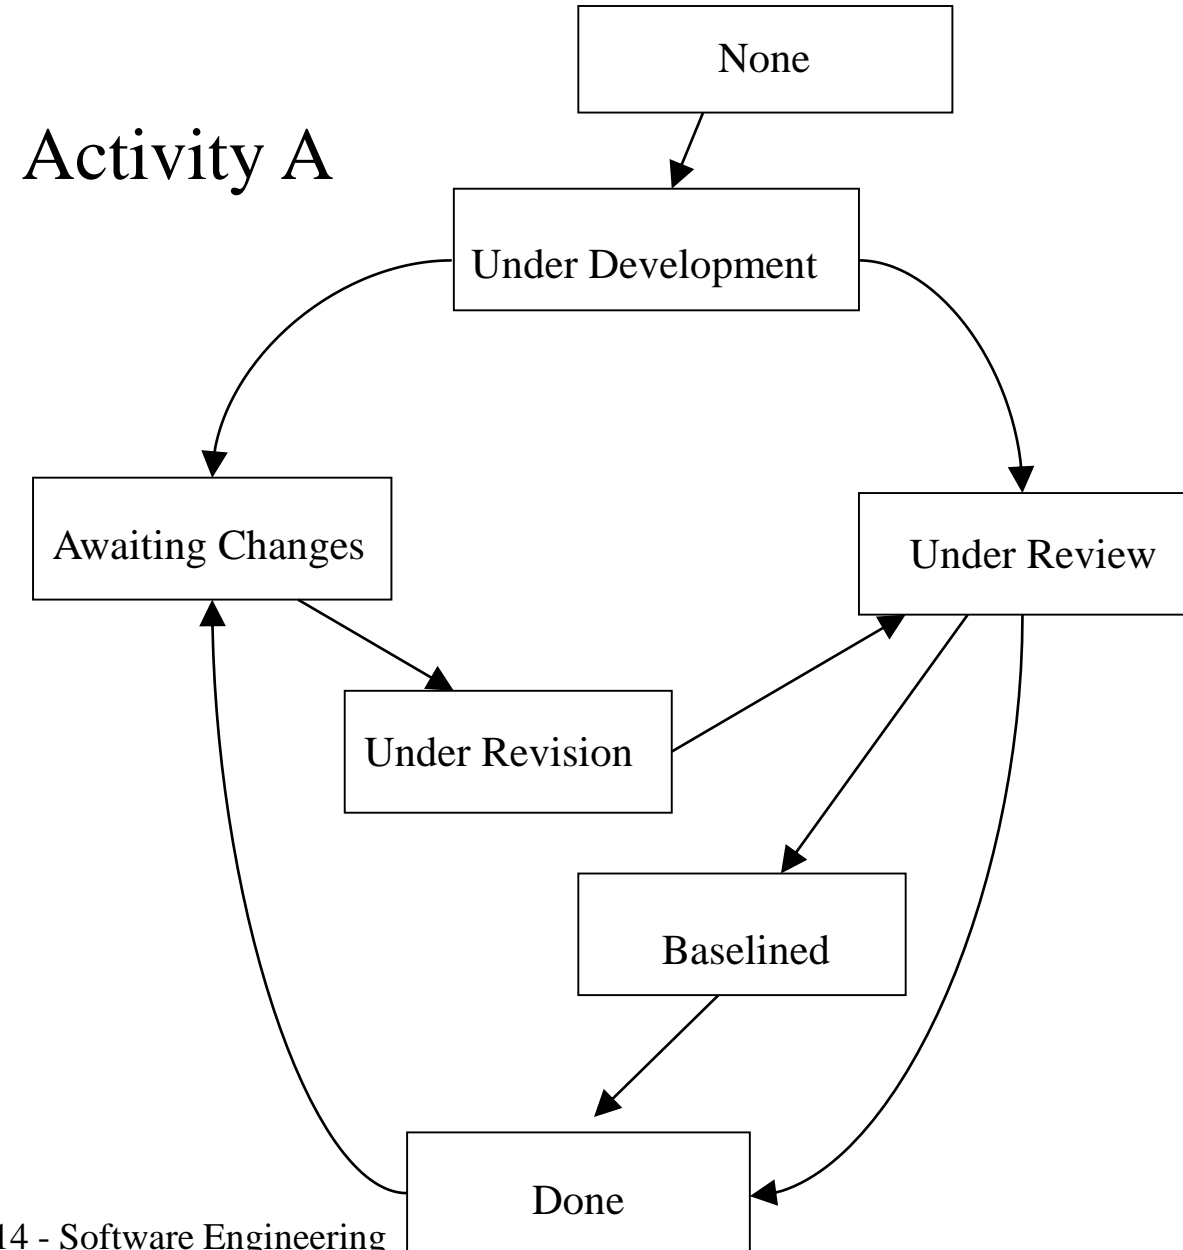 None
Activity A
Under Development
Awaiting Changes
Under Review
Under Revision
Baselined
Done
14 - Software Engineering